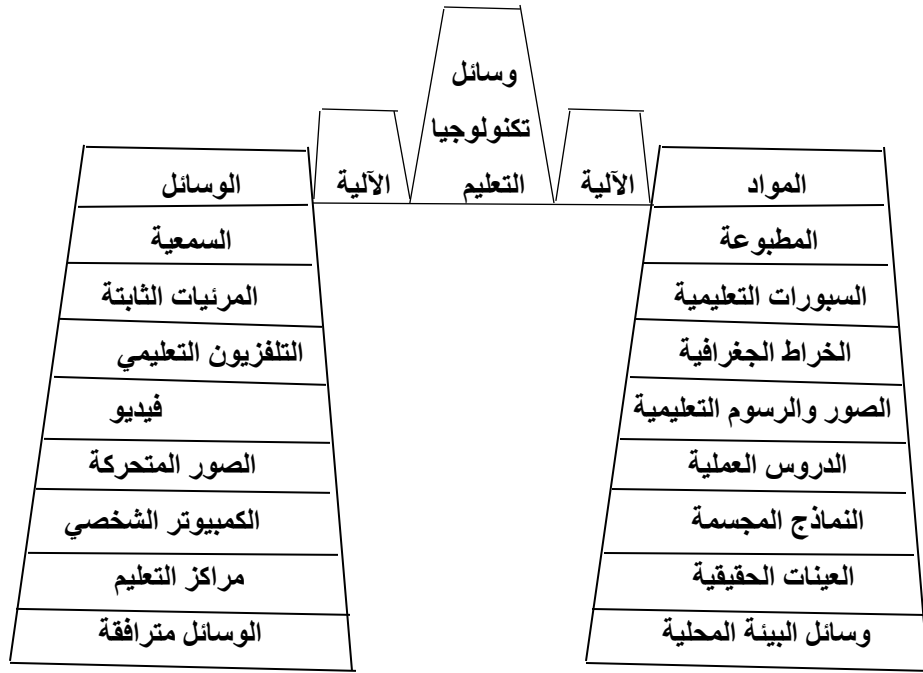 وسائل
تكنولوجيا
التعليم
الآلية
الآلية
المواد
المطبوعة
السبورات التعليمية
الخراط الجغرافية
الصور والرسوم التعليمية
الدروس العملية
النماذج المجسمة
العينات الحقيقية
وسائل البيئة المحلية
الوسائل
السمعية
المرئيات الثابتة
التلفزيون التعليمي
فيديو
الصور المتحركة
الكمبيوتر الشخصي
مراكز التعليم
الوسائل مترافقة